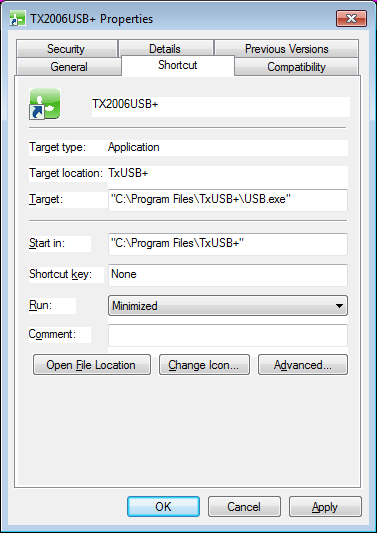 TX2006USB+ Properties
Security Details Previous Versions
General Shortcut Compatibility
TX2006USB+
Target type: Application
Target location: TxUSB+
Target: "C:\Program Files\TxUSB+\USB.exe"
Start in: "C:\Program Files\TxUSB+"
Shortcut key: None
Run: Minimized
Comment:
Open File Location Change Icon... Advanced...
OK Cancel Apply